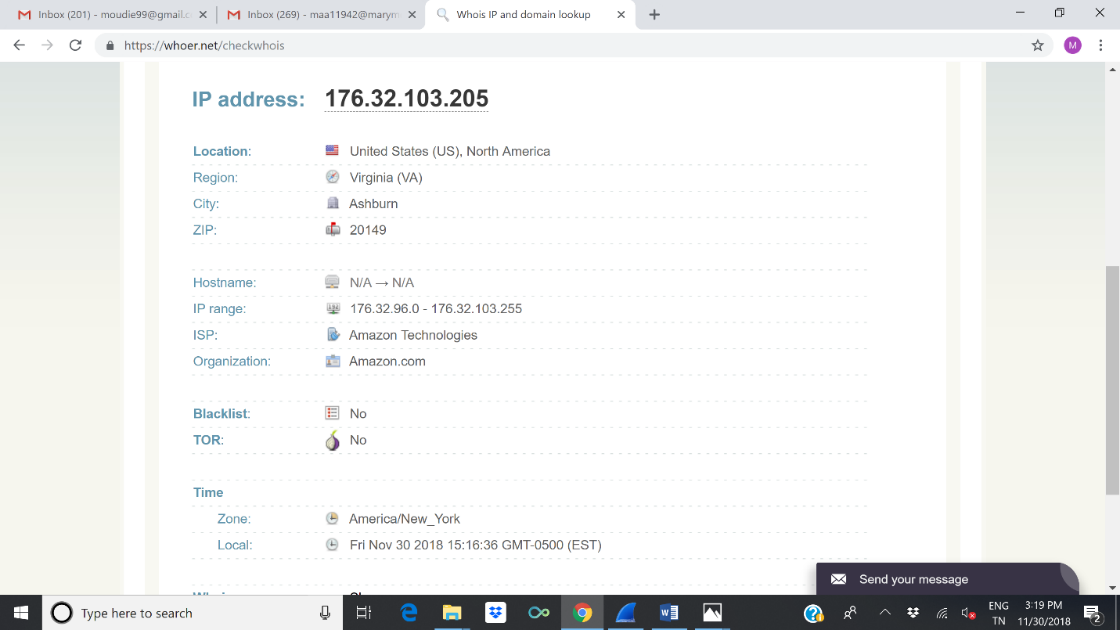 Inbox (201) - moudie99@gmail.c
Inbox (269) - maa11942@marym
Whois IP and domain lookup
https://whoer.net/checkwhois
M
IP address: 176.32.103.205
Location: United States (US), North America
Region: Virginia (VA)
City: Ashburn
ZIP: 20149
Hostname: N/A → N/A
IP range: 176.32.96.0 - 176.32.103.255
ISP: Amazon Technologies
Organization: Amazon.com
Blacklist: No
TOR: No
Time
Zone: America/New_York
Local: Fri Nov 30 2018 15:16:36 GMT-0500 (EST)
Send your message
Type here to search
ENG
TN
3:19 PM
11/30/2018
2